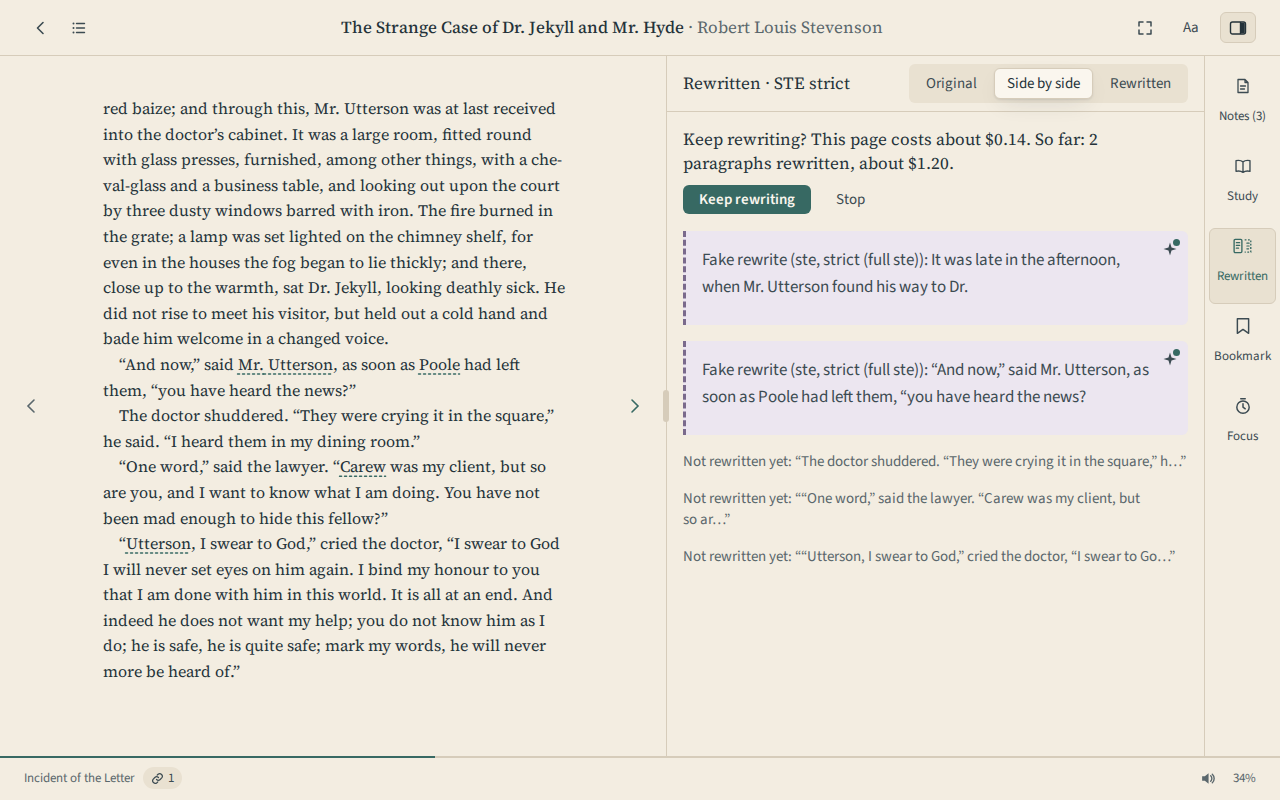 The Strange Case of Dr. Jekyll and Mr. Hyde · Robert Louis Stevenson
Aa
red baize; and through this, Mr. Utterson was at last received
into the doctor’s cabinet. It was a large room, fitted round
with glass presses, furnished, among other things, with a che-
val-glass and a business table, and looking out upon the court
by three dusty windows barred with iron. The fire burned in
the grate; a lamp was set lighted on the chimney shelf, for
even in the houses the fog began to lie thickly; and there,
close up to the warmth, sat Dr. Jekyll, looking deathly sick. He
did not rise to meet his visitor, but held out a cold hand and
bade him welcome in a changed voice.
“And now,” said Mr. Utterson, as soon as Poole had left
them, “you have heard the news?”
The doctor shuddered. “They were crying it in the square,”
he said. “I heard them in my dining room.”
“One word,” said the lawyer. “Carew was my client, but so
are you, and I want to know what I am doing. You have not
been mad enough to hide this fellow?”
“Utterson, I swear to God,” cried the doctor, “I swear to God
I will never set eyes on him again. I bind my honour to you
that I am done with him in this world. It is all at an end. And
indeed he does not want my help; you do not know him as I
do; he is safe, he is quite safe; mark my words, he will never
more be heard of.”
Rewritten · STE strict
Original
Side by side
Rewritten
Keep rewriting? This page costs about $0.14. So far: 2
paragraphs rewritten, about $1.20.
Keep rewriting
Stop
Fake rewrite (ste, strict (full ste)): It was late in the afternoon,
when Mr. Utterson found his way to Dr.
Fake rewrite (ste, strict (full ste)): “And now,” said Mr. Utterson, as
soon as Poole had left them, “you have heard the news?
Not rewritten yet: “The doctor shuddered. “They were crying it in the square,” h…”
Not rewritten yet: ““One word,” said the lawyer. “Carew was my client, but
so ar…”
Not rewritten yet: ““Utterson, I swear to God,” cried the doctor, “I swear to Go…”
Notes (3)
Study
Rewritten
Bookmark
Focus
Incident of the Letter
1
34%